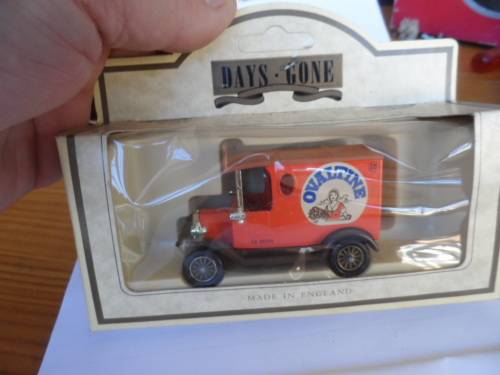 DAYS · GONE
OVALTINE
MADE IN ENGLAND